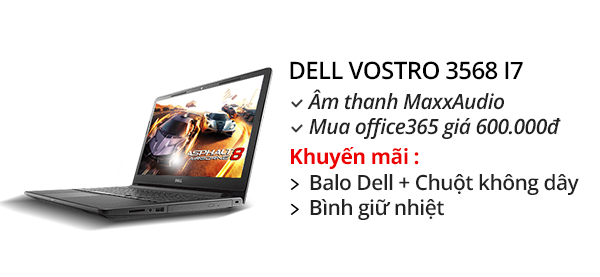 DELL VOSTRO 3568 I7
Âm thanh MaxxAudio
Mua office365 giá 600.000đ
Khuyến mãi :
> Balo Dell + Chuột không dây
> Bình giữ nhiệt
ASPHALT 8
DELL